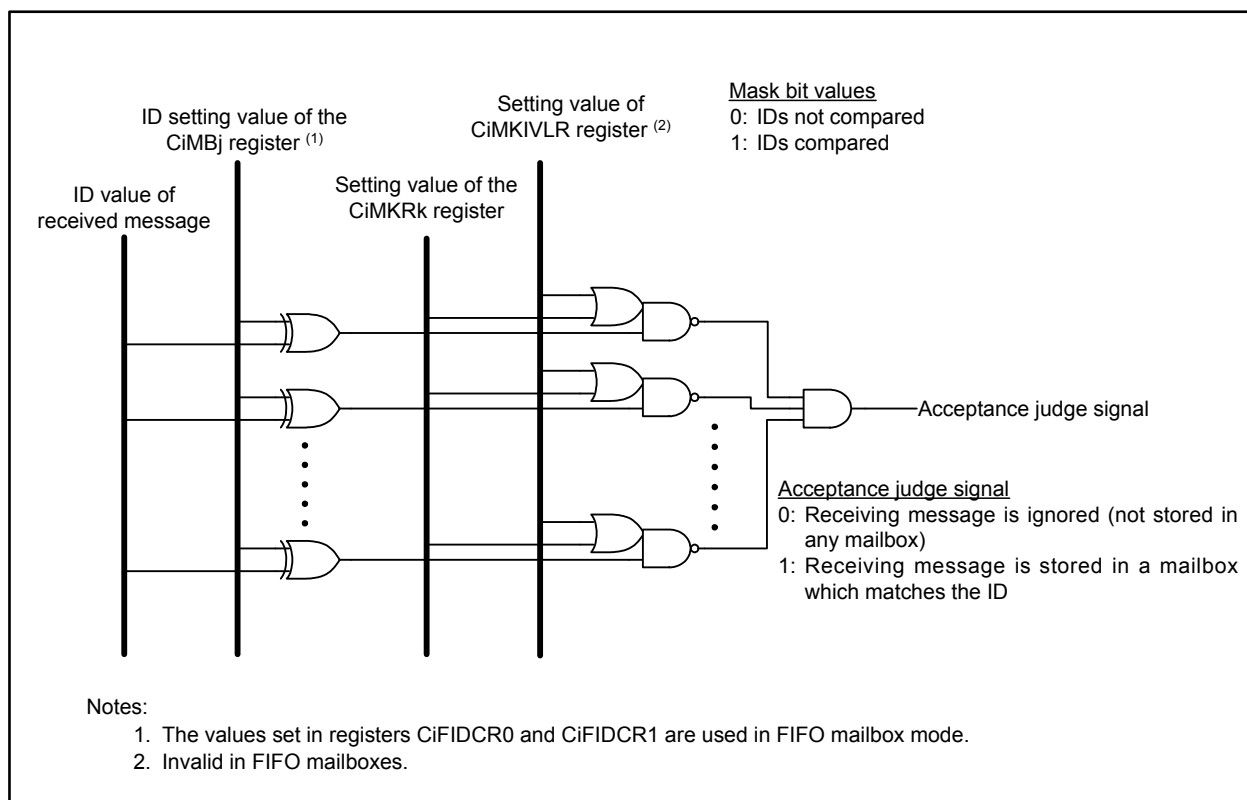 Setting value of
CiMKIVLR register (2)
Mask bit values
0: IDs not compared
1: IDs compared
ID setting value of the
CiMBj register (1)
Setting value of the
CiMKRk register
ID value of
received message
Acceptance judge signal
Acceptance judge signal
0: Receiving message is ignored (not stored in
any mailbox)
1: Receiving message is stored in a mailbox
which matches the ID
Notes:
1. The values set in registers CiFIDCR0 and CiFIDCR1 are used in FIFO mailbox mode.
2. Invalid in FIFO mailboxes.